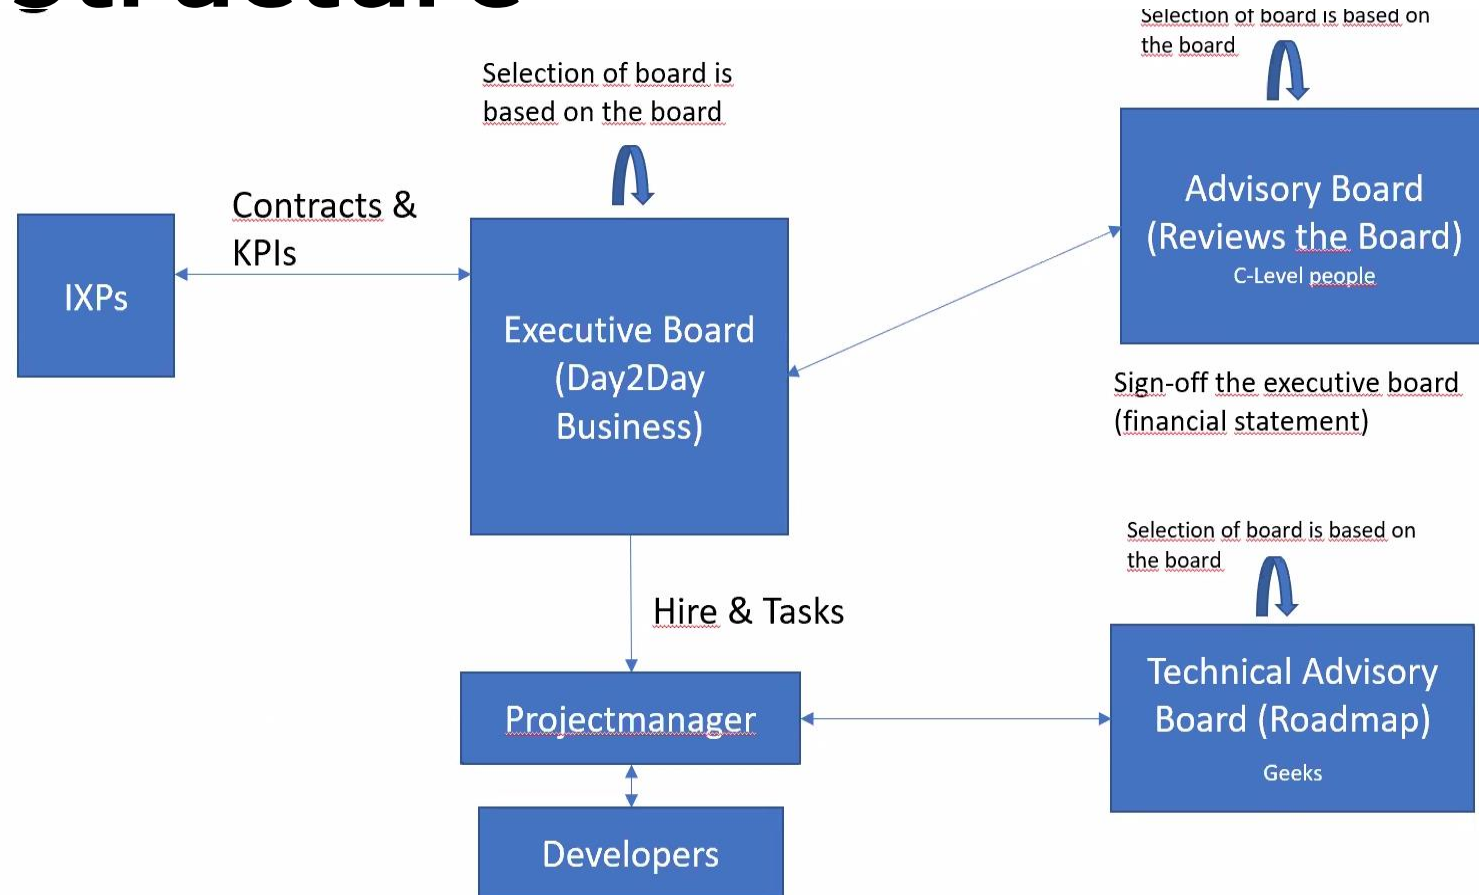 Structure
Selection of board is based on
the board
Selection of board is
based on the board
Contracts &
KPIs
IXPs
Executive Board
(Day2Day
Business)
Advisory Board
(Reviews the Board)
C-Level people
Sign-off the executive board
(financial statement)
Hire & Tasks
Selection of board is based on
the board
Projectmanager
Technical Advisory
Board (Roadmap)
Geeks
Developers